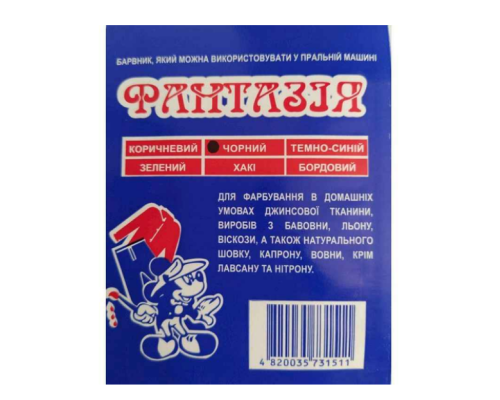 БАРВНИК, ЯКИЙ МОЖНА ВИКОРИСТОВУВАТИ У ПРАЛЬНІЙ МАШИНІ
ФАНТАЗІЯ
КОРИЧНЕВИЙ ЧОРНИЙ ТЕМНО-СИНІЙ
ЗЕЛЕНИЙ ХАКІ БОРДОВИЙ
ДЛЯ ФАРБУВАННЯ В ДОМАШНІХ
УМОВАХ ДЖИНСОВОЇ ТКАНИНИ,
ВИРОБІВ З БАВОВНИ, ЛЬОНУ,
ВІСКОЗИ, А ТАКОЖ НАТУРАЛЬНОГО
ШОВКУ, КАПРОНУ, ВОВНИ, КРІМ
ЛАВСАНУ ТА НІТРОНУ.
4 820035 731511